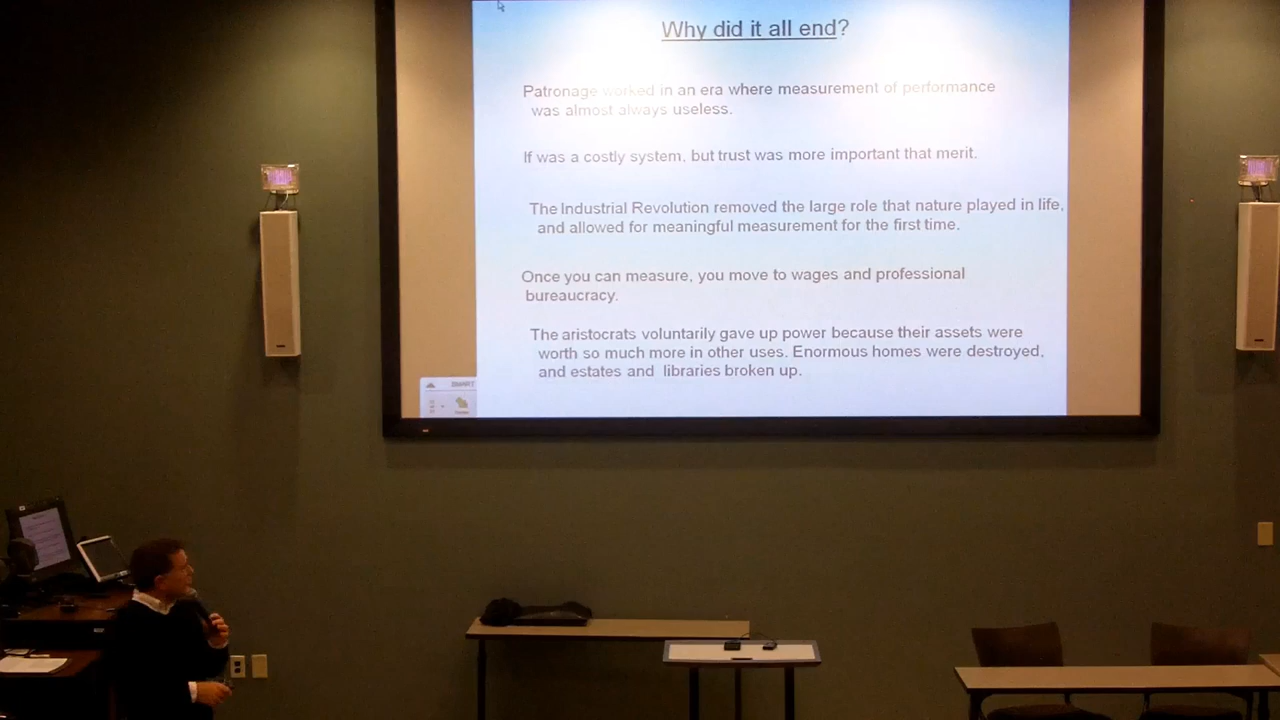 Why did it all end?
Patronage worked in an era where measurement of performance
was almost always useless.
If was a costly system, but trust was more important that merit.
The Industrial Revolution removed the large role that nature played in life,
and allowed for meaningful measurement for the first time.
Once you can measure, you move to wages and professional
bureaucracy.
The aristocrats voluntarily gave up power because their assets were
worth so much more in other uses. Enormous homes were destroyed,
and estates and libraries broken up.
SMART